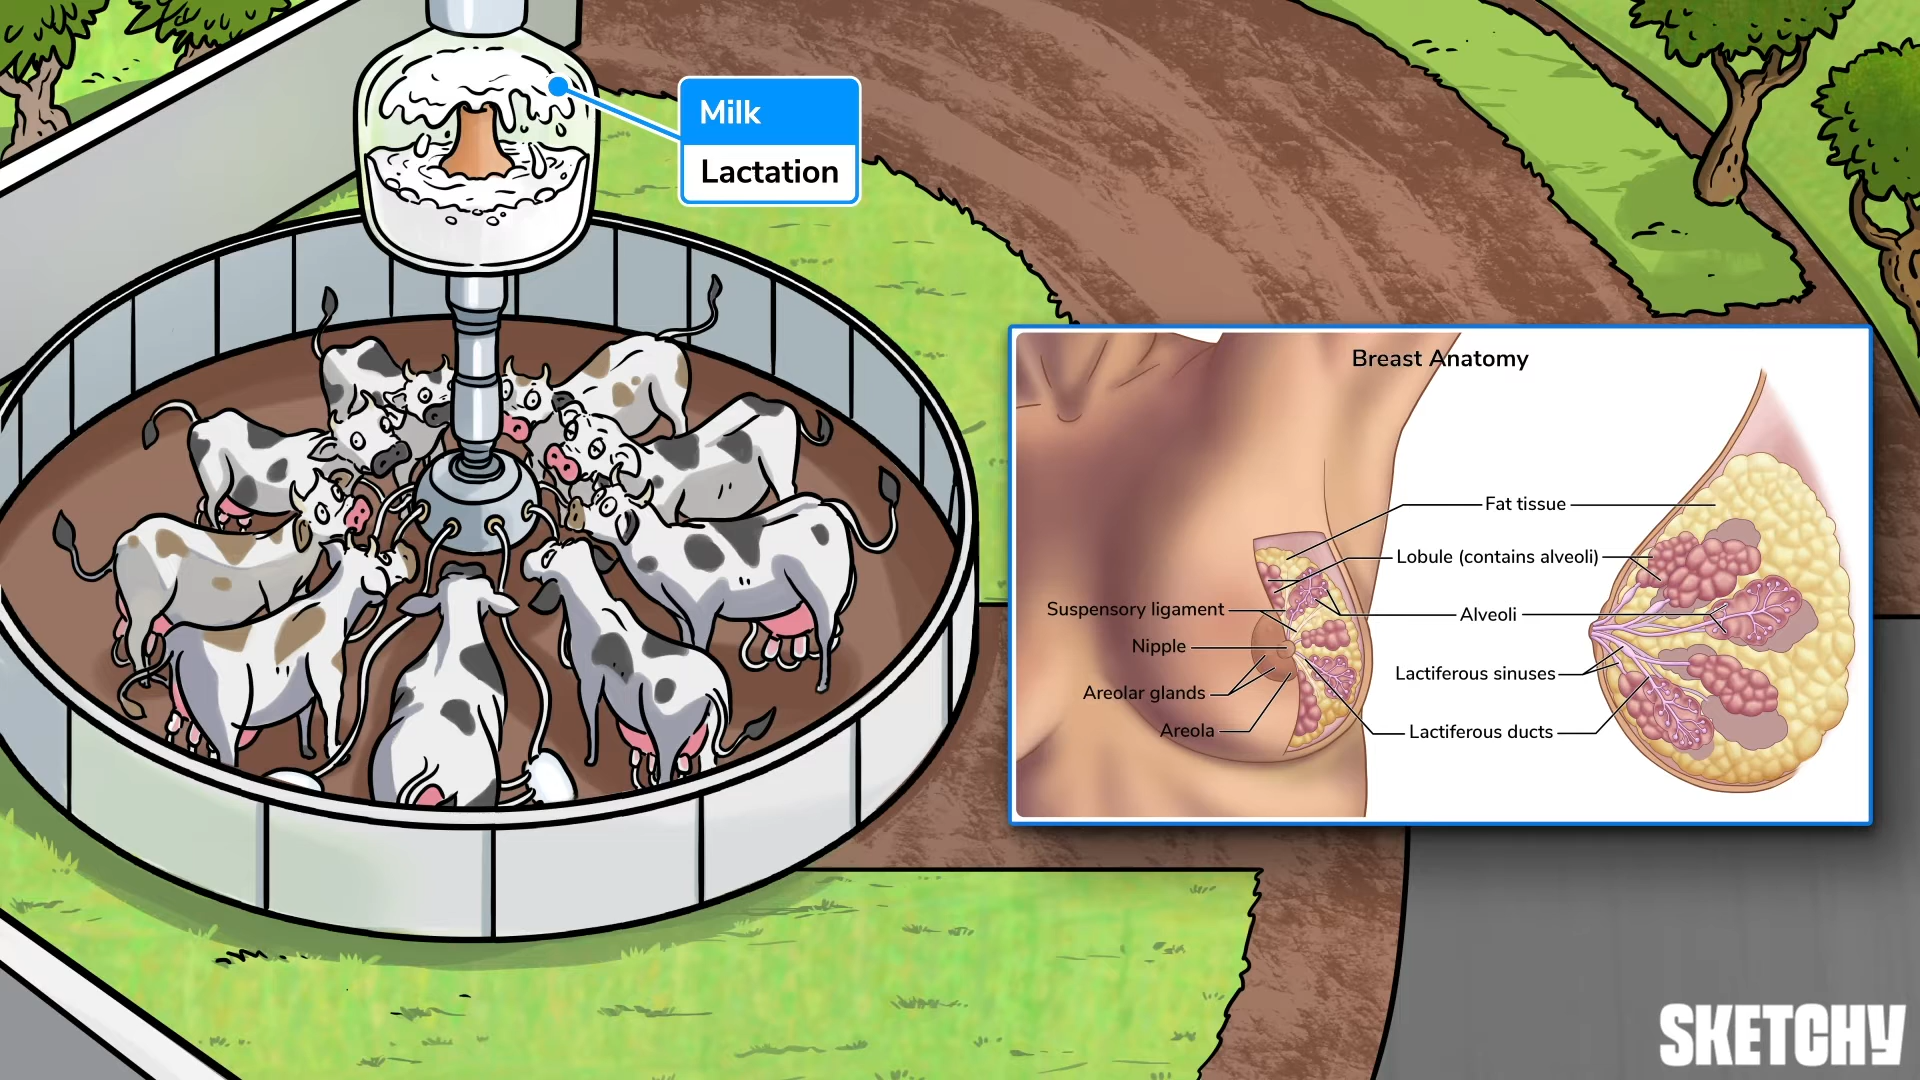 Milk
Lactation
Breast Anatomy
Fat tissue
Lobule (contains alveoli)
Suspensory ligament
Alveoli
Nipple
Lactiferous sinuses
Areolar glands
Areola
Lactiferous ducts
SKETCHY